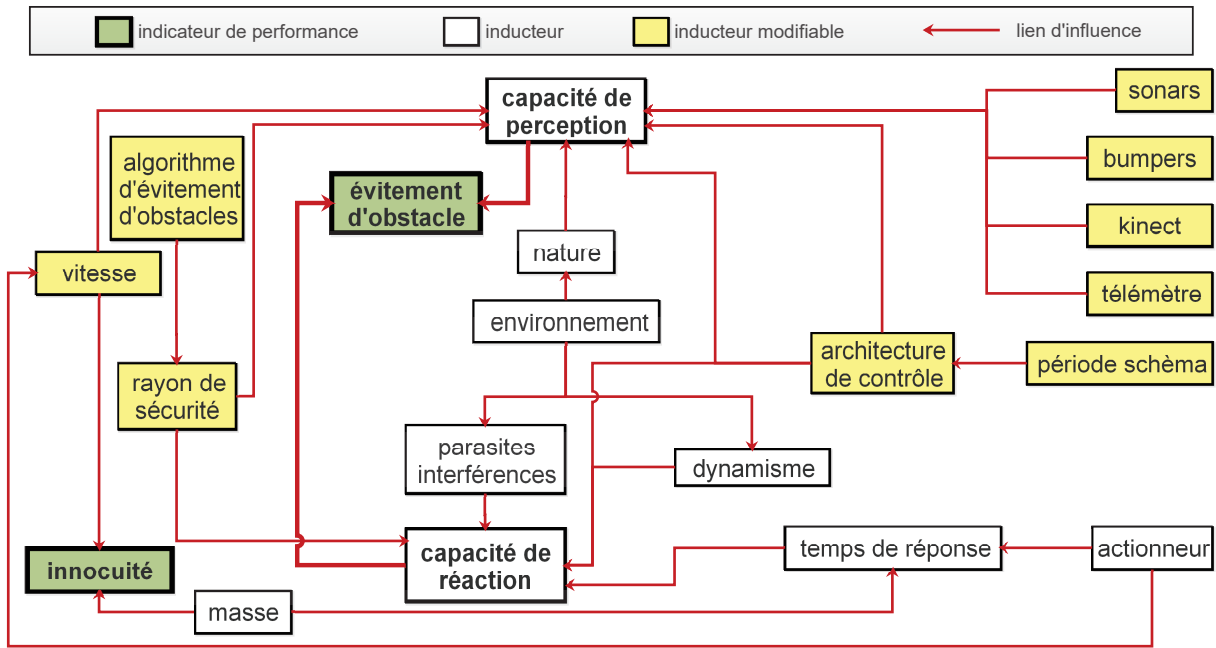 indicateur de performance
inducteur
inducteur modifiable
lien d'influence
capacité de
perception
sonars
algorithme
d'évitement
d'obstacles
bumpers
évitement
d'obstacle
kinect
nature
vitesse
télémètre
environnement
architecture
de contrôle
période schèma
rayon de
sécurité
parasites
interférences
dynamisme
capacité de
réaction
temps de réponse
actionneur
innocuité
masse